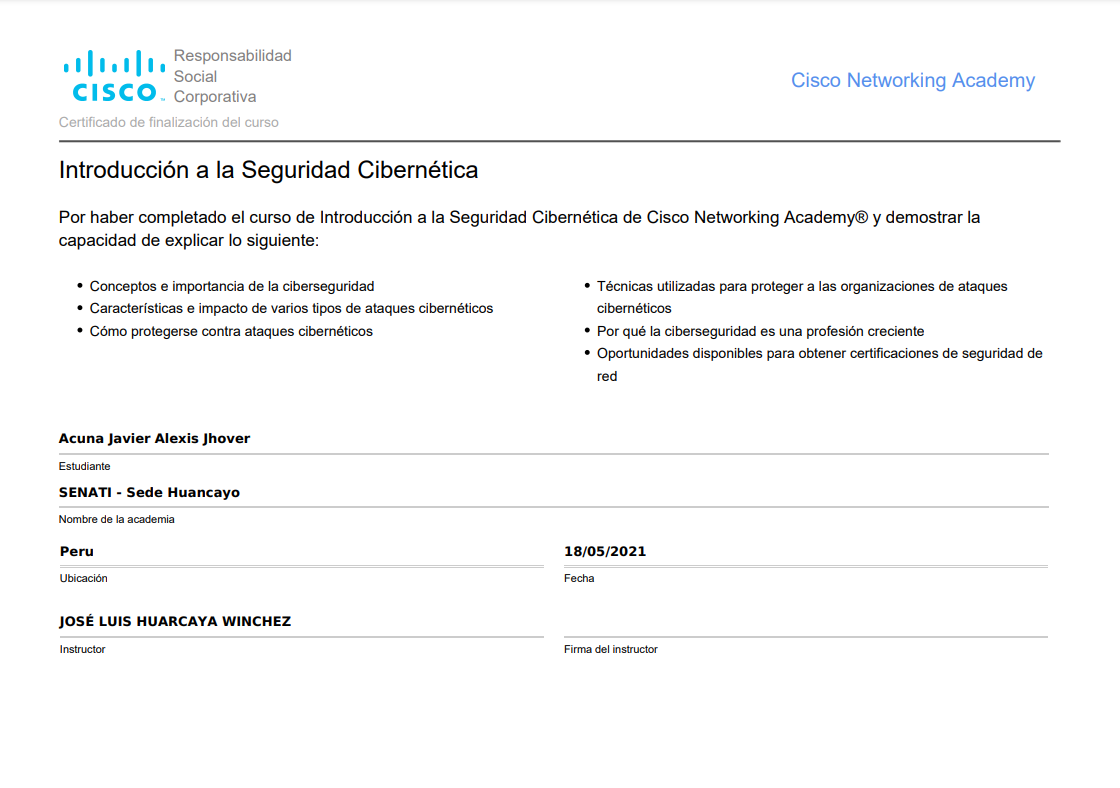 CISCO
Responsabilidad
Social
Corporativa
Cisco Networking Academy
Certificado de finalización del curso
Introducción a la Seguridad Cibernética
Por haber completado el curso de Introducción a la Seguridad Cibernética de Cisco Networking Academy® y demostrar la
capacidad de explicar lo siguiente:
• Conceptos e importancia de la ciberseguridad
• Características e impacto de varios tipos de ataques cibernéticos
• Cómo protegerse contra ataques cibernéticos
• Técnicas utilizadas para proteger a las organizaciones de ataques
cibernéticos
• Por qué la ciberseguridad es una profesión creciente
• Oportunidades disponibles para obtener certificaciones de seguridad de
red
Acuna Javier Alexis Jhover
Estudiante
SENATI - Sede Huancayo
Nombre de la academia
Peru
Ubicación
18/05/2021
Fecha
JOSÉ LUIS HUARCAYA WINCHEZ
Instructor
Firma del instructor